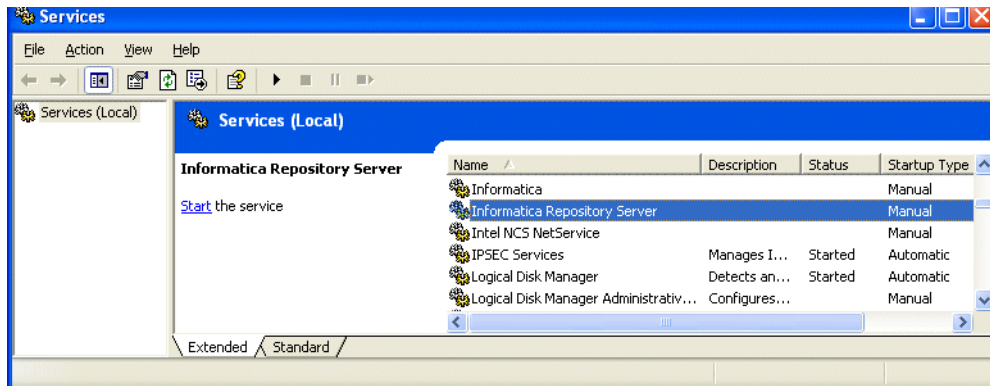 Services
File Action View Help
Services (Local)
Services (Local)
Informatica Repository Server
Start the service
Name Description Status Startup Type
Informatica Manual
Informatica Repository Server Manual
Intel NCS NetService Manual
IPSEC Services Manages I... Started Automatic
Logical Disk Manager Detects an... Started Automatic
Logical Disk Manager Administrativ... Configures... Manual
Extended Standard